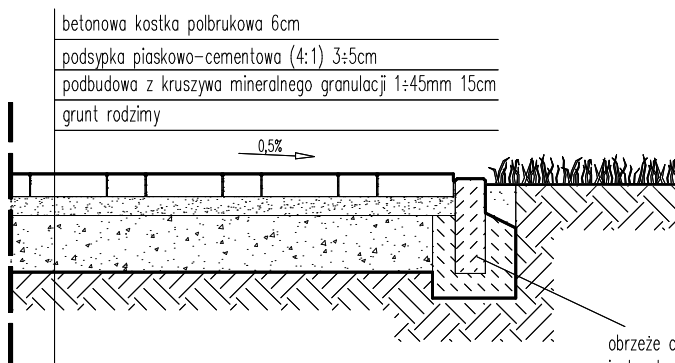 betonowa kostka polbrukowa 6cm
podsypka piaskowo-cementowa (4:1) 3÷5cm
podbudowa z kruszywa mineralnego granulacji 1÷45mm 15cm
grunt rodzimy
0,5%
obrzeże